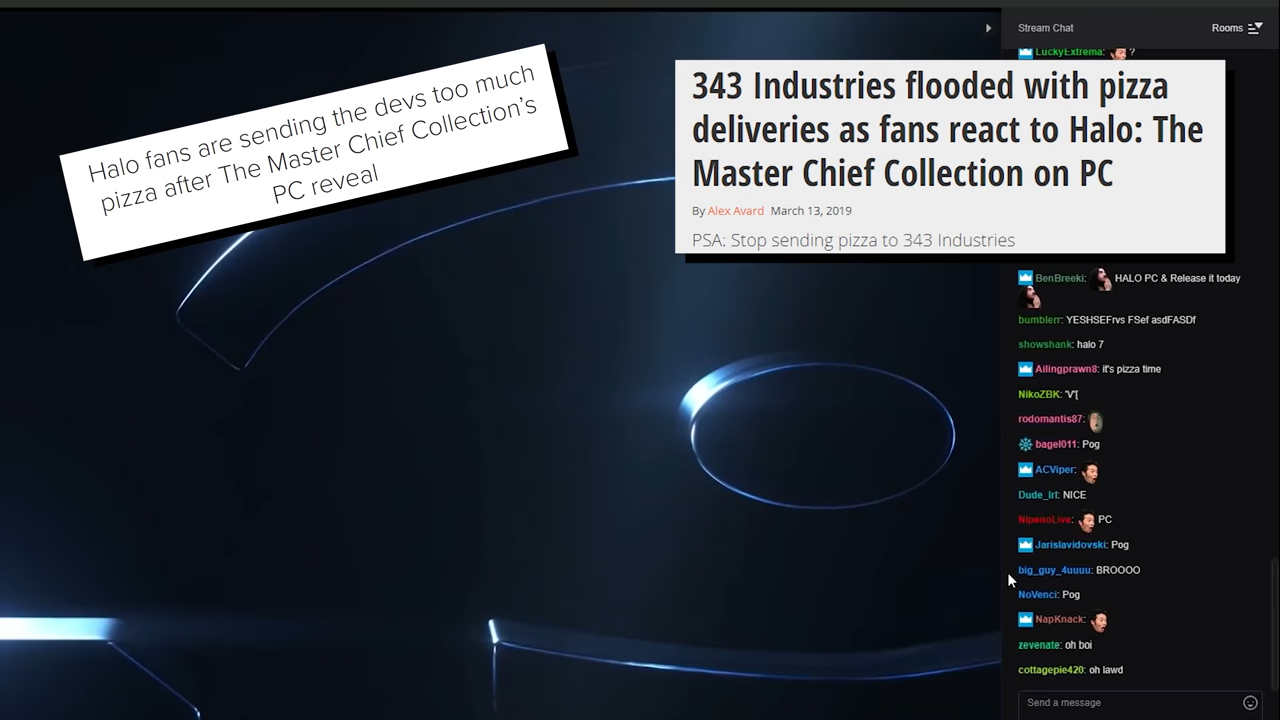 Halo fans are sending the devs too much
pizza after The Master Chief Collection's
PC reveal
343 Industries flooded with pizza
deliveries as fans react to Halo: The
Master Chief Collection on PC
By Alex Avard March 13, 2019
PSA: Stop sending pizza to 343 Industries
Stream Chat
Rooms
LuckyExtrema: ?
BenBreeki: HALO PC & Release it today
bumblerr: YESHSEFrvs FSef asdFASDf
showshank: halo 7
Ailingprawn8: it's pizza time
NikoZBK: 'V'[
rodomantis87:
bagel011: Pog
ACViper:
Dude_Irl: NICE
NipenoLive: PC
Jarislavidovski: Pog
big_guy_4uuuu: BROOOO
NoVenci: Pog
NapKnack:
zevenate: oh boi
cottagepie420: oh lawd
Send a message